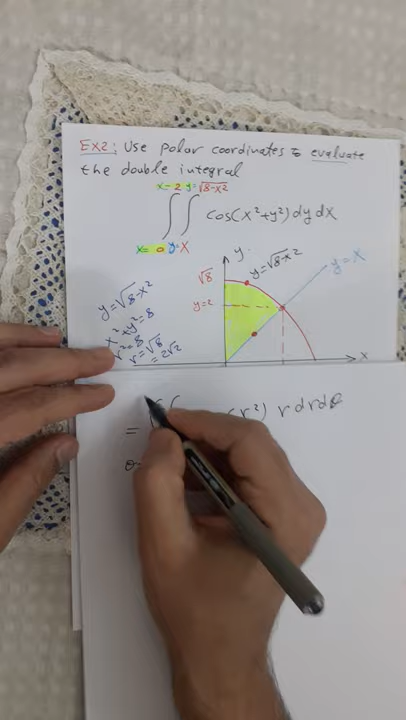 Ex2: Use polar coordinates to evaluate
the double integral
x=2 y=√8-x²
∫∫ cos(x²+y²) dy dx
x=0 y=x
y
y=√8-x²
y=x
√8
y=2
x
y=√8-x²
x²+y²=8
r²=8
r=√8
=2√2
= ∫∫ (r²) r dr dθ
θ